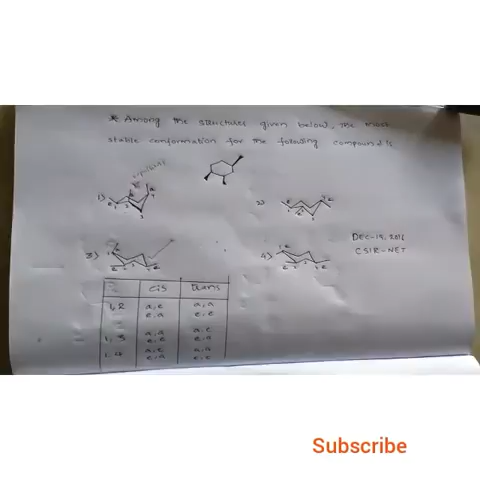 * Among the structures given below, the most
stable conformation for the following compound is
1)
2)
3)
4)
DEC-19, 2016
CSIR-NET
cis trans
1,2 a,e a,a
e,a e,e
1,3 a,a a,e
e,e e,a
1,4 a,e a,a
e,a e,e
Subscribe